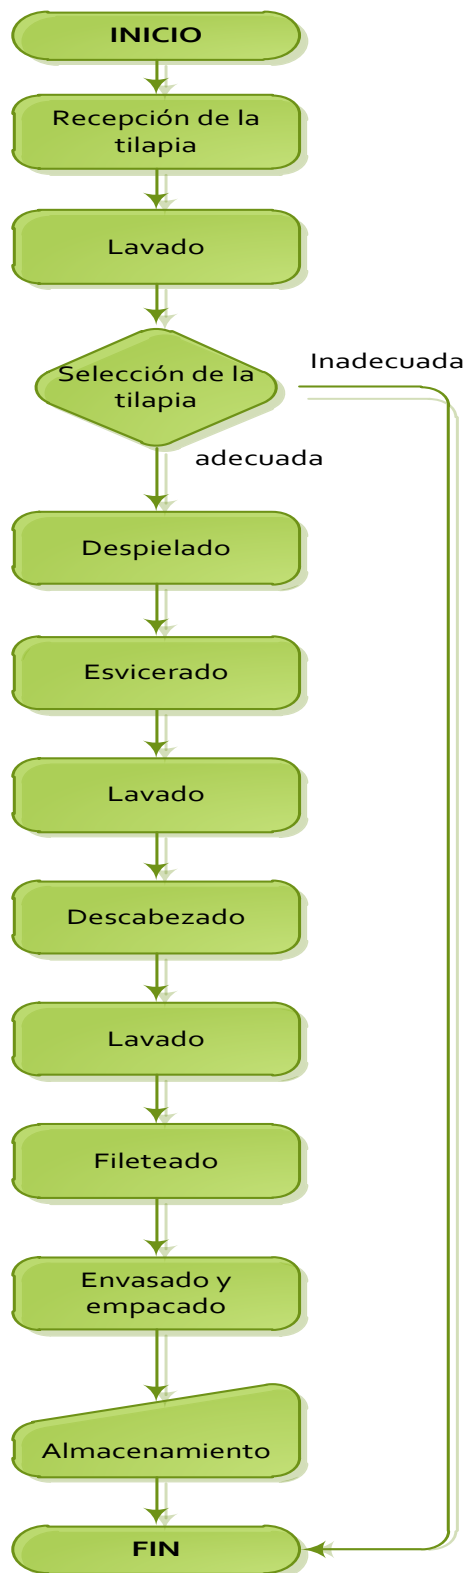 INICIO
Recepción de la
tilapia
Lavado
Selección de la
tilapia
Inadecuada
adecuada
Despielado
Esvicerado
Lavado
Descabezado
Lavado
Fileteado
Envasado y
empacado
Almacenamiento
FIN